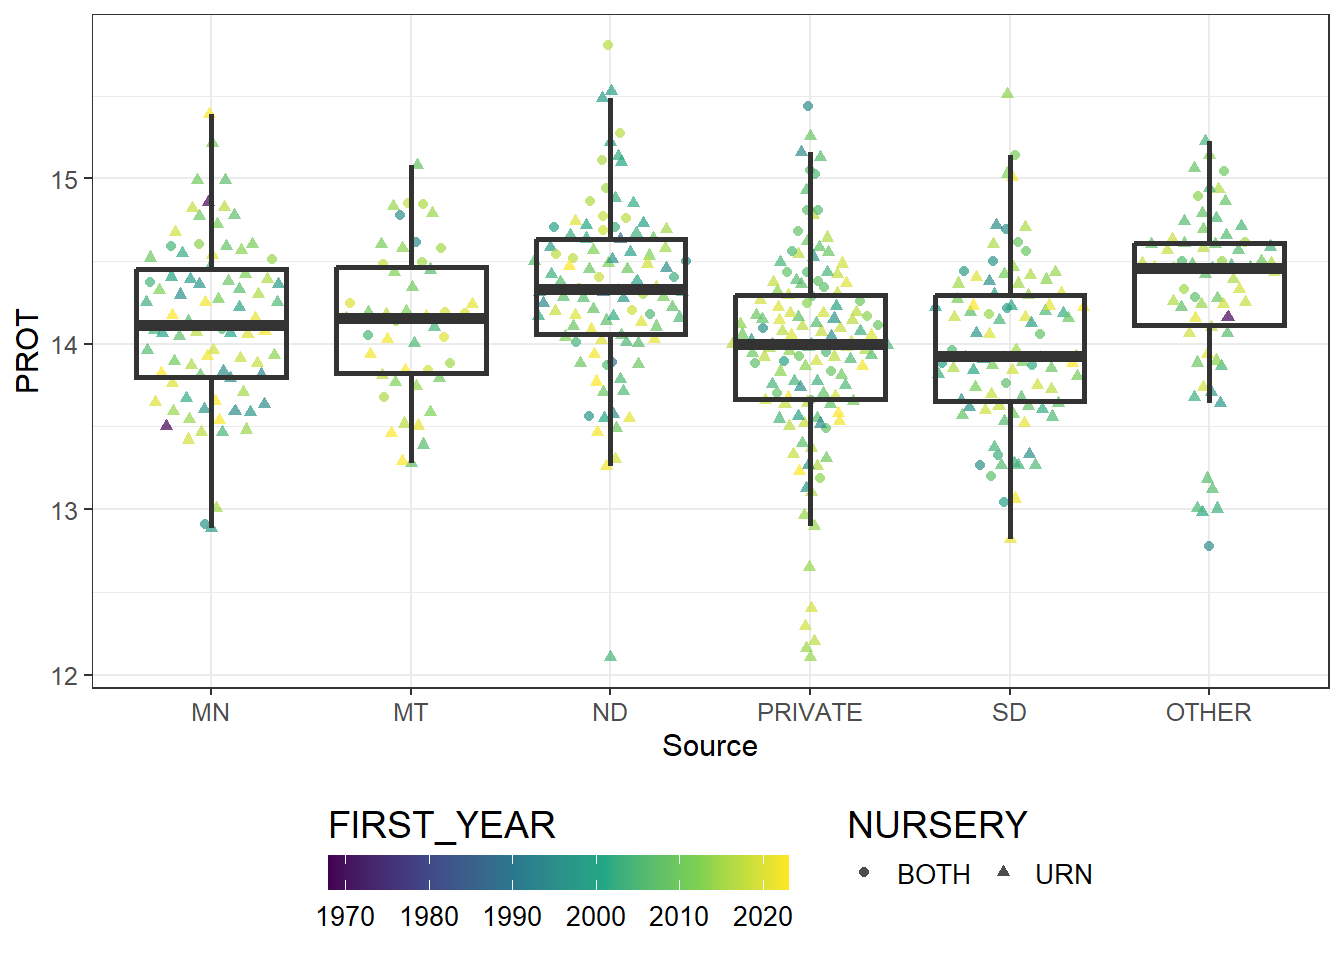 PROT
15
14
13
12
MN MT ND PRIVATE SD OTHER
Source
FIRST_YEAR
1970 1980 1990 2000 2010 2020
NURSERY
BOTH URN